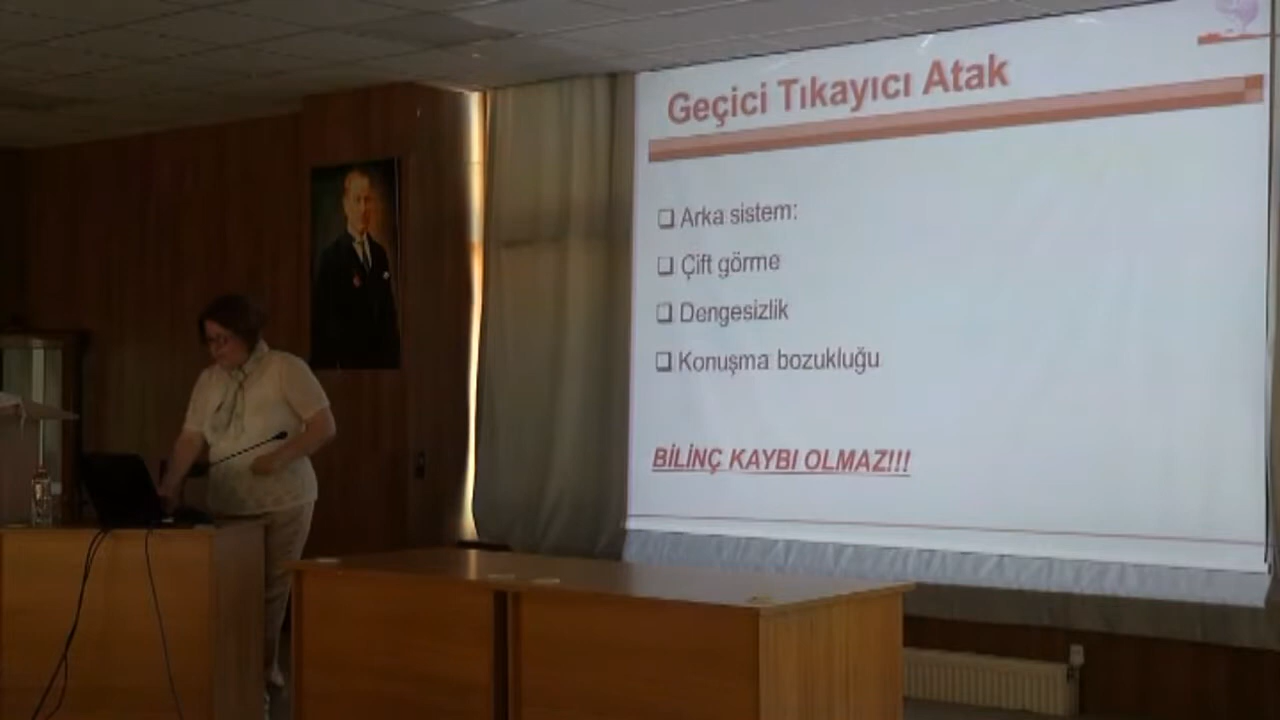 Geçici Tıkayıcı Atak
Arka sistem:
Çift görme
Dengesizlik
Konuşma bozukluğu
BİLİNÇ KAYBI OLMAZ!!!